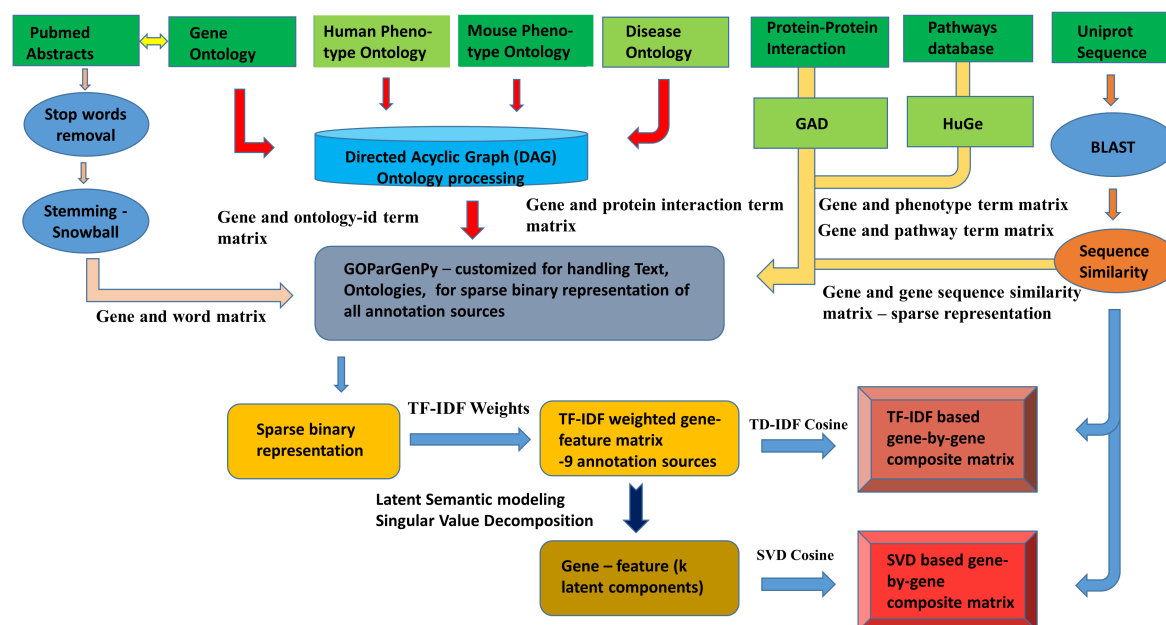 Pubmed
Abstracts
Gene
Ontology
Human Pheno-
type Ontology
Mouse Pheno-
type Ontology
Disease
Ontology
Protein-Protein
Interaction
Pathways
database
Uniprot
Sequence
Stop words
removal
GAD
HuGe
BLAST
Directed Acyclic Graph (DAG)
Ontology processing
Stemming -
Snowball
Gene and ontology-id term
matrix
Gene and protein interaction term
matrix
Gene and phenotype term matrix
Gene and pathway term matrix
Sequence
Similarity
GOParGenPy – customized for handling Text,
Ontologies, for sparse binary representation of
all annotation sources
Gene and word matrix
Gene and gene sequence similarity
matrix – sparse representation
Sparse binary
representation
TF-IDF Weights
TF-IDF weighted gene-
feature matrix
-9 annotation sources
TD-IDF Cosine
TF-IDF based
gene-by-gene
composite matrix
Latent Semantic modeling
Singular Value Decomposition
Gene – feature (k
latent components)
SVD Cosine
SVD based gene-
by-gene
composite matrix